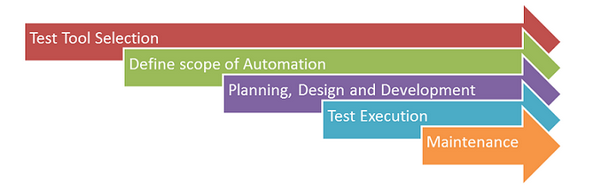 Test Tool Selection
Define scope of Automation
Planning, Design and Development
Test Execution
Maintenance